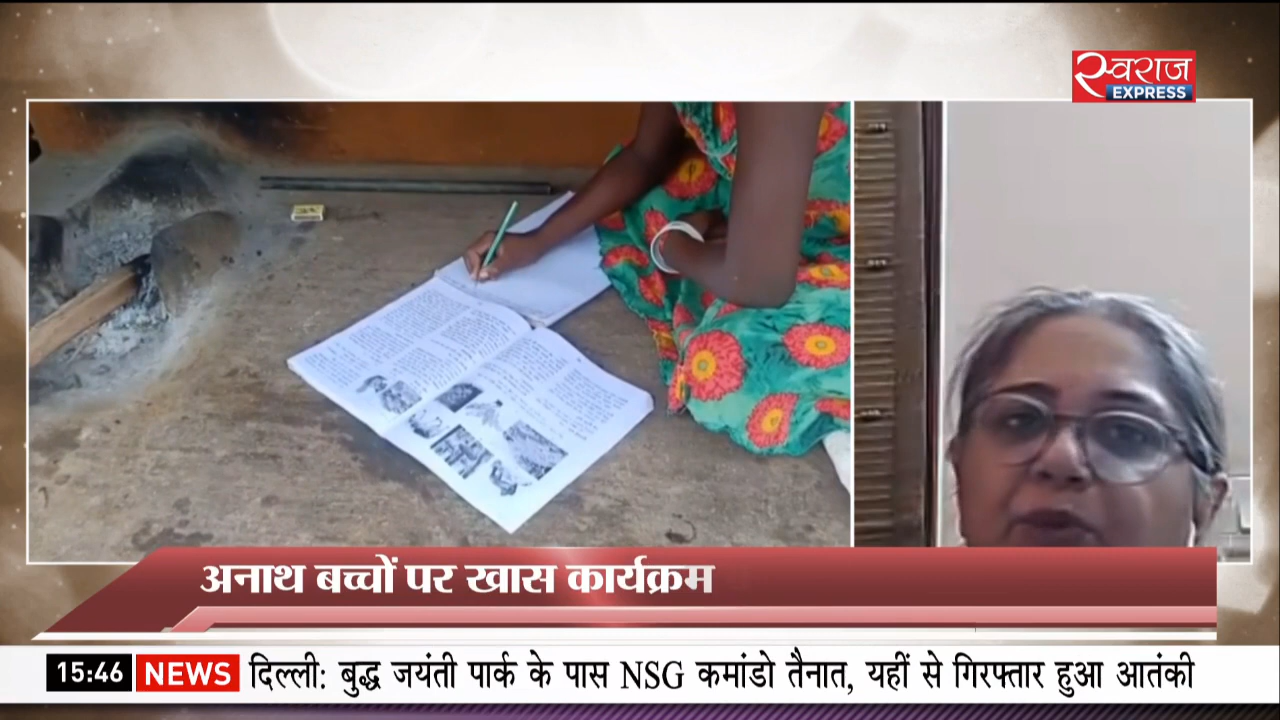 स्वराज
EXPRESS
अनाथ बच्चों पर खास कार्यक्रम
15:46 NEWS दिल्ली: बुद्ध जयंती पार्क के पास NSG कमांडो तैनात, यहीं से गिरफ्तार हुआ आतंकी